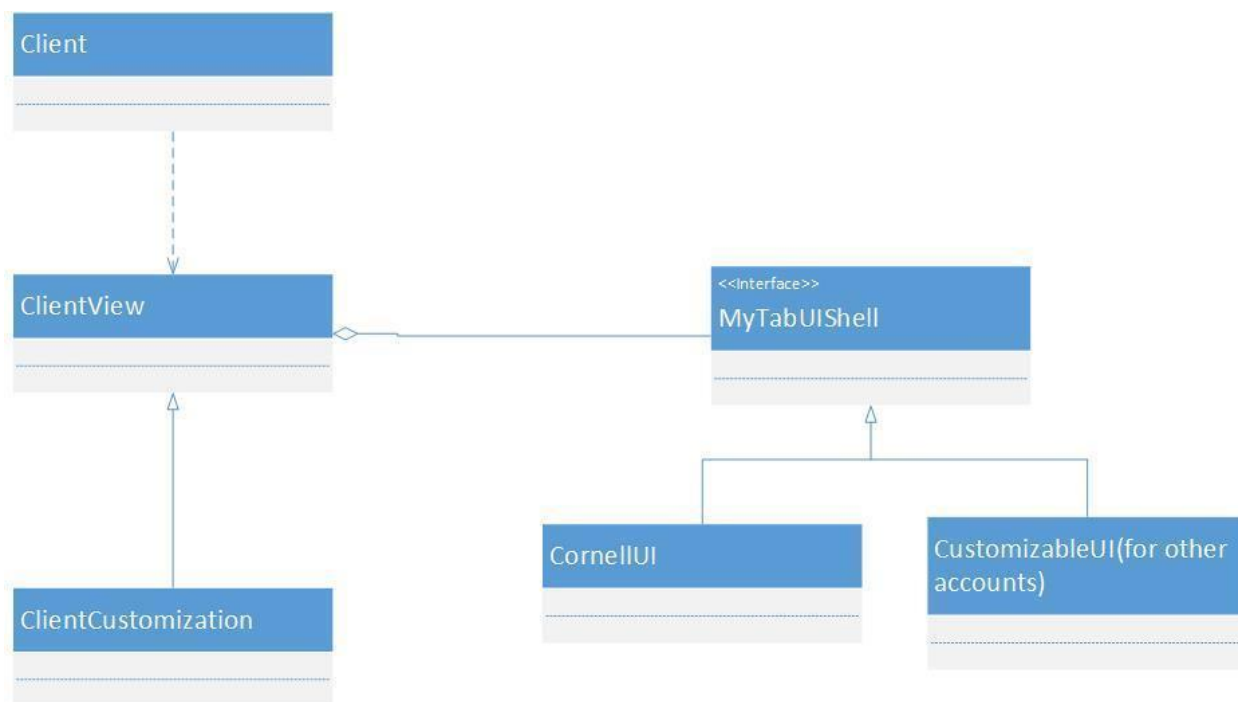 Client
ClientView
<<Interface>>
MyTabUIShell
CornellUI
CustomizableUI(for other
accounts)
ClientCustomization